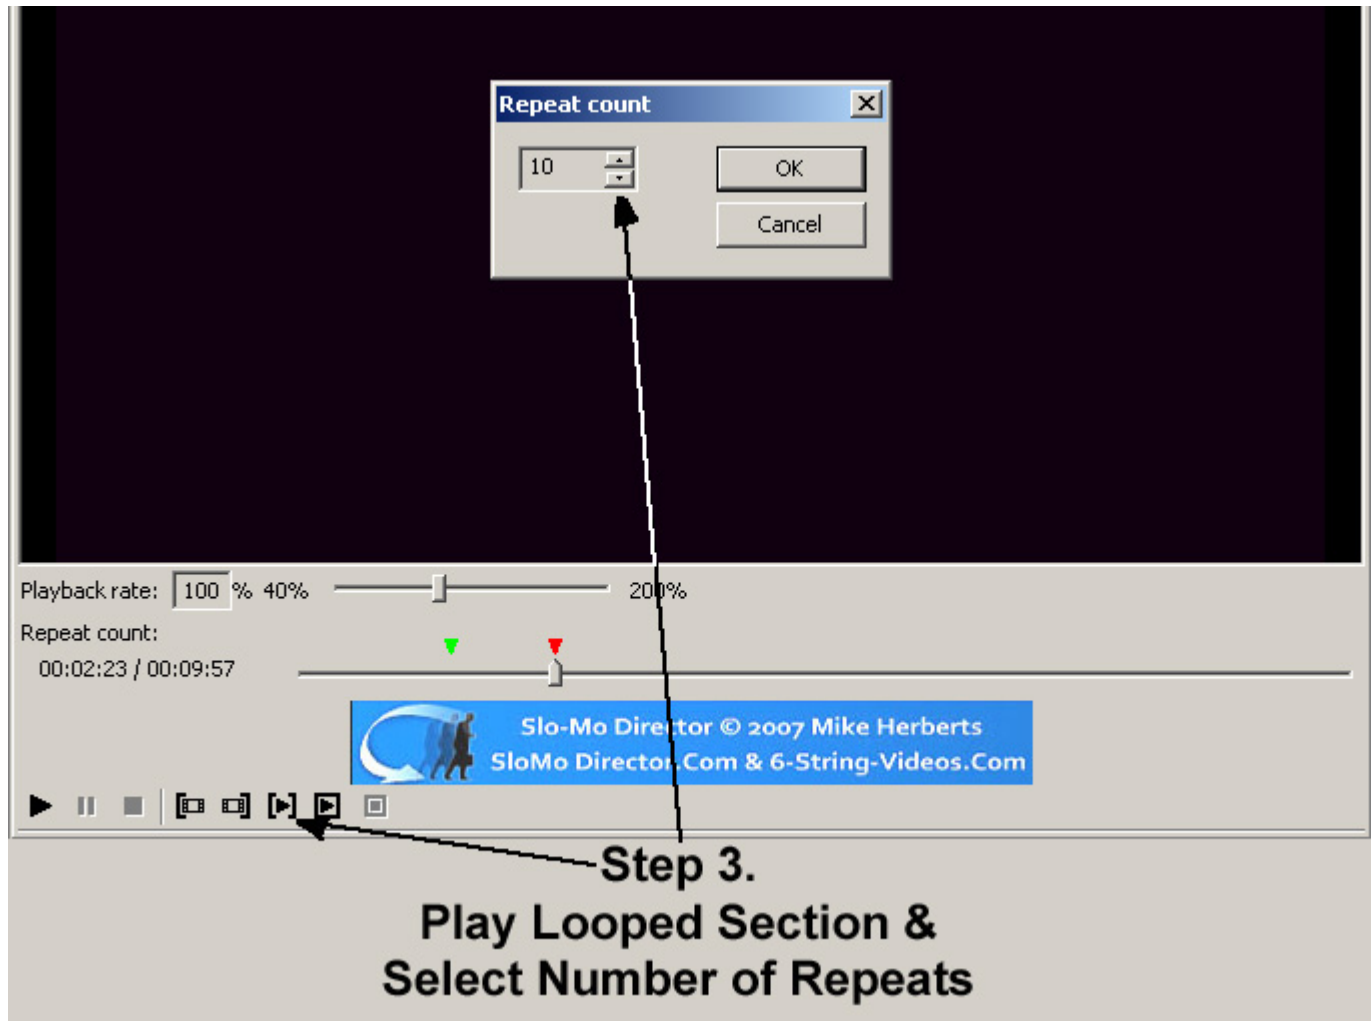 Repeat count
10
OK
Cancel
Playback rate: 100 % 40% 200%
Repeat count:
00:02:23 / 00:09:57
Slo-Mo Director © 2007 Mike Herberts
SloMo Director.Com & 6-String-Videos.Com
Step 3.
Play Looped Section &
Select Number of Repeats